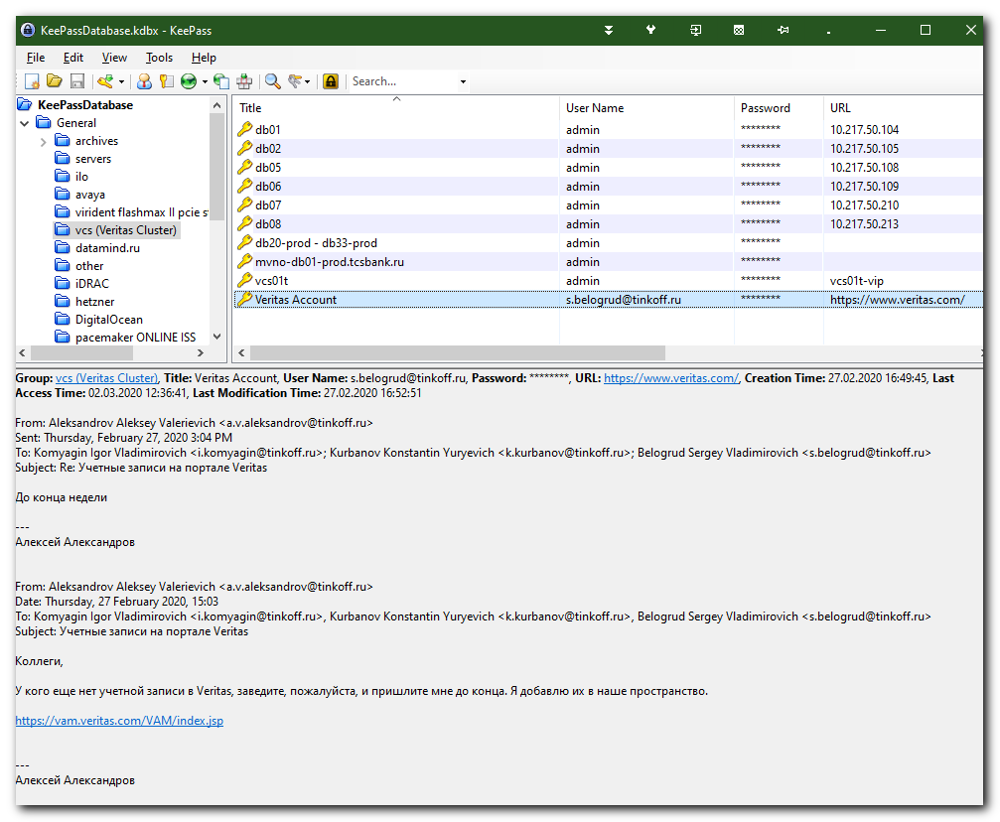 KeePassDatabase.kdbx - KeePass
File Edit View Tools Help
Search...
KeePassDatabase
General
archives
servers
ilo
avaya
virident flashmax II pcie
vcs (Veritas Cluster)
datamind.ru
other
iDRAC
hetzner
DigitalOcean
pacemaker ONLINE ISS
Title User Name Password URL
db01 admin ******** 10.217.50.104
db02 admin ******** 10.217.50.105
db05 admin ******** 10.217.50.108
db06 admin ******** 10.217.50.109
db07 admin ******** 10.217.50.210
db08 admin ******** 10.217.50.213
db20-prod - db33-prod admin ********
mvno-db01-prod.tcsbank.ru admin ********
vcs01t admin ******** vcs01t-vip
Veritas Account s.belogrud@tinkoff.ru ******** https://www.veritas.com/
Group: vcs (Veritas Cluster), Title: Veritas Account, User Name: s.belogrud@tinkoff.ru, Password: ********, URL: https://www.veritas.com/, Creation Time: 27.02.2020 16:49:45, Last
Access Time: 02.03.2020 12:36:41, Last Modification Time: 27.02.2020 16:52:51
From: Aleksandrov Aleksey Valerievich <a.v.aleksandrov@tinkoff.ru>
Sent: Thursday, February 27, 2020 3:04 PM
To: Komyagin Igor Vladimirovich <i.komyagin@tinkoff.ru>; Kurbanov Konstantin Yuryevich <k.kurbanov@tinkoff.ru>; Belogrud Sergey Vladimirovich <s.belogrud@tinkoff.ru>
Subject: Re: Учетные записи на портале Veritas
До конца недели
---
Алексей Александров
From: Aleksandrov Aleksey Valerievich <a.v.aleksandrov@tinkoff.ru>
Date: Thursday, 27 February 2020, 15:03
To: Komyagin Igor Vladimirovich <i.komyagin@tinkoff.ru>, Kurbanov Konstantin Yuryevich <k.kurbanov@tinkoff.ru>, Belogrud Sergey Vladimirovich <s.belogrud@tinkoff.ru>
Subject: Учетные записи на портале Veritas
Коллеги,
У кого еще нет учетной записи в Veritas, заведите, пожалуйста, и пришлите мне до конца. Я добавлю их в наше пространство.
https://vam.veritas.com/VAM/index.jsp
---
Алексей Александров